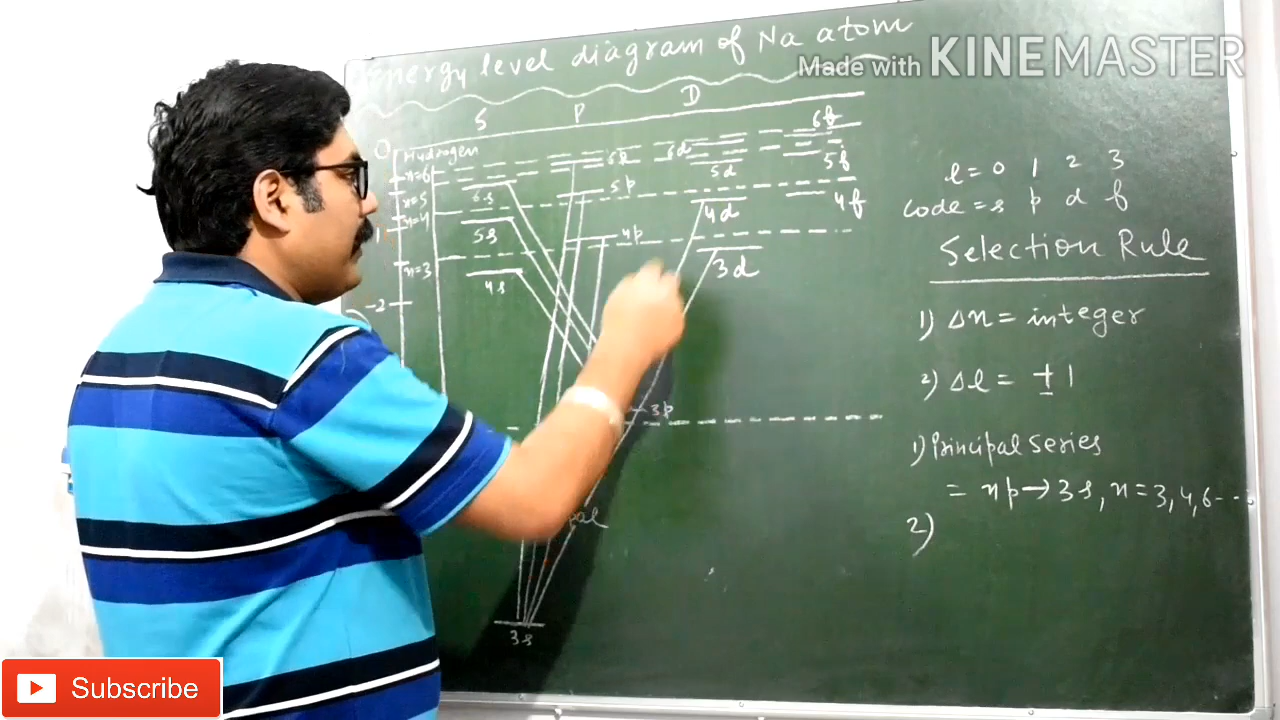 Energy level diagram of Na atom
Made with KINEMASTER
S P D
0 Hydrogen
6f
n=6
6p 6d
5d
5f
n=5
6s
5p
4d
4f
n=4
5s
4p
n=3
4s
3d
-2
3p
3s
l = 0 1 2 3
code = s p d f
Selection Rule
1) Δn = integer
2) Δl = ±1
1) Principal series
= np → 3s, n = 3, 4, 6 ...
2)
Subscribe